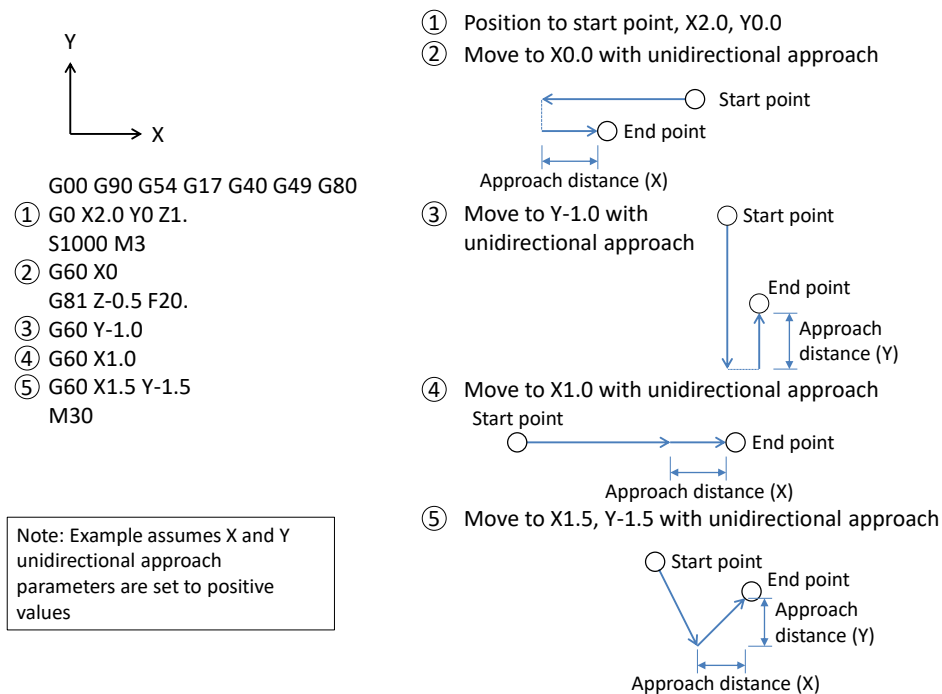 Y
X
G00 G90 G54 G17 G40 G49 G80
① G0 X2.0 Y0 Z1.
S1000 M3
② G60 X0
G81 Z-0.5 F20.
③ G60 Y-1.0
④ G60 X1.0
⑤ G60 X1.5 Y-1.5
M30
Note: Example assumes X and Y
unidirectional approach
parameters are set to positive
values
① Position to start point, X2.0, Y0.0
② Move to X0.0 with unidirectional approach
Start point
End point
Approach distance (X)
③ Move to Y-1.0 with
unidirectional approach
Start point
End point
Approach
distance (Y)
④ Move to X1.0 with unidirectional approach
Start point
End point
Approach distance (X)
⑤ Move to X1.5, Y-1.5 with unidirectional approach
Start point
End point
Approach
distance (Y)
Approach distance (X)